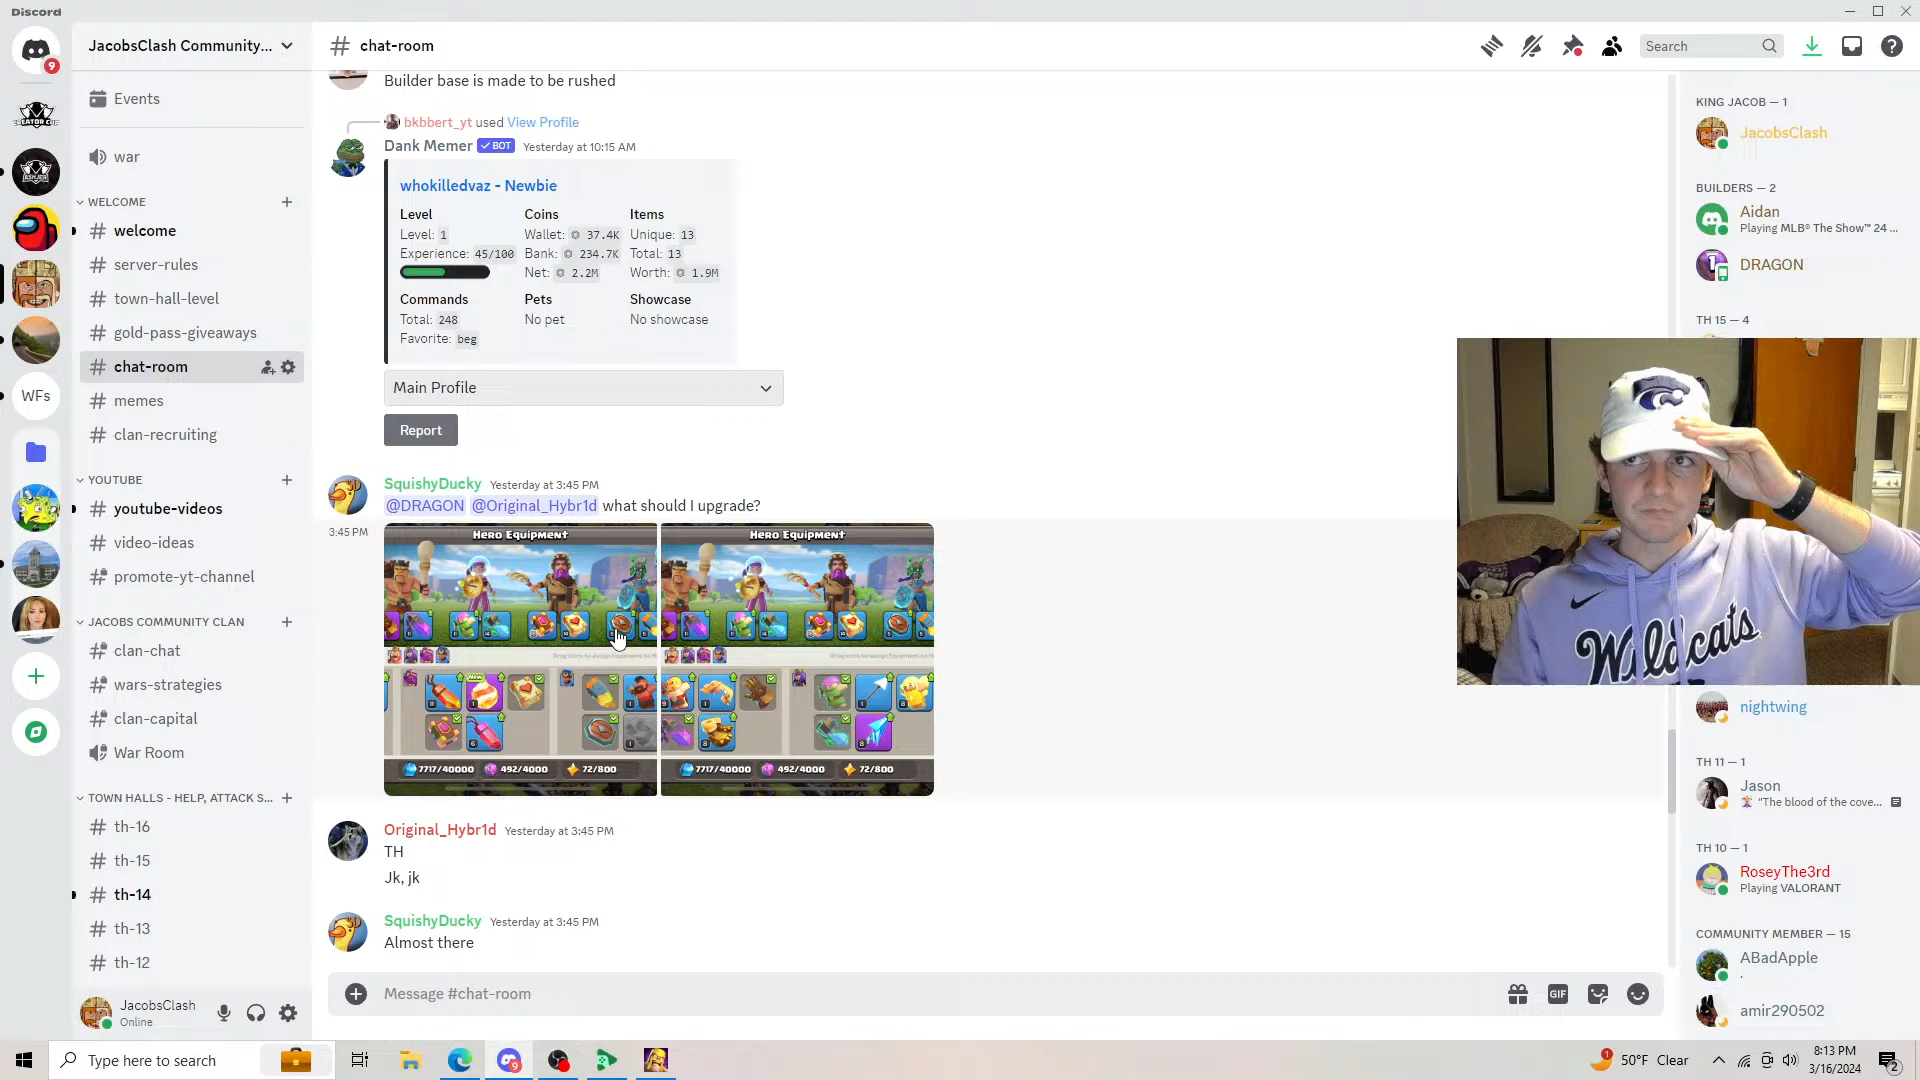 Discord
JacobsClash Community...
# chat-room
Search
Events
war
WELCOME
welcome
server-rules
town-hall-level
gold-pass-giveaways
chat-room
memes
clan-recruiting
YOUTUBE
youtube-videos
video-ideas
promote-yt-channel
JACOBS COMMUNITY CLAN
clan-chat
wars-strategies
clan-capital
War Room
TOWN HALLS - HELP, ATTACK S...
th-16
th-15
th-14
th-13
th-12
JacobsClash
Online
9
WFs
Builder base is made to be rushed
bkbbert_yt used View Profile
Dank Memer BOT Yesterday at 10:15 AM
whokilledvaz - Newbie
Level Coins Items
Level: 1 Wallet: 37.4K Unique: 13
Experience: 45/100 Bank: 234.7K Total: 13
Net: 2.2M Worth: 1.9M
Commands Pets Showcase
Total: 248 No pet No showcase
Favorite: beg
Main Profile
Report
SquishyDucky Yesterday at 3:45 PM
@DRAGON @Original_Hybr1d what should I upgrade?
3:45 PM
Hero Equipment Hero Equipment
7717/40000 492/4000 72/800 7717/40000 492/4000 72/800
Original_Hybr1d Yesterday at 3:45 PM
TH
Jk, jk
SquishyDucky Yesterday at 3:45 PM
Almost there
Message #chat-room
GIF
KING JACOB — 1
JacobsClash
BUILDERS — 2
Aidan
Playing MLB® The Show™ 24 ...
DRAGON
TH 15 — 4
Wildcats
nightwing
TH 11 — 1
Jason
"The blood of the cove...
TH 10 — 1
RoseyThe3rd
Playing VALORANT
COMMUNITY MEMBER — 15
ABadApple
.
amir290502
Type here to search
9
1
50°F Clear
8:13 PM
3/16/2024
2